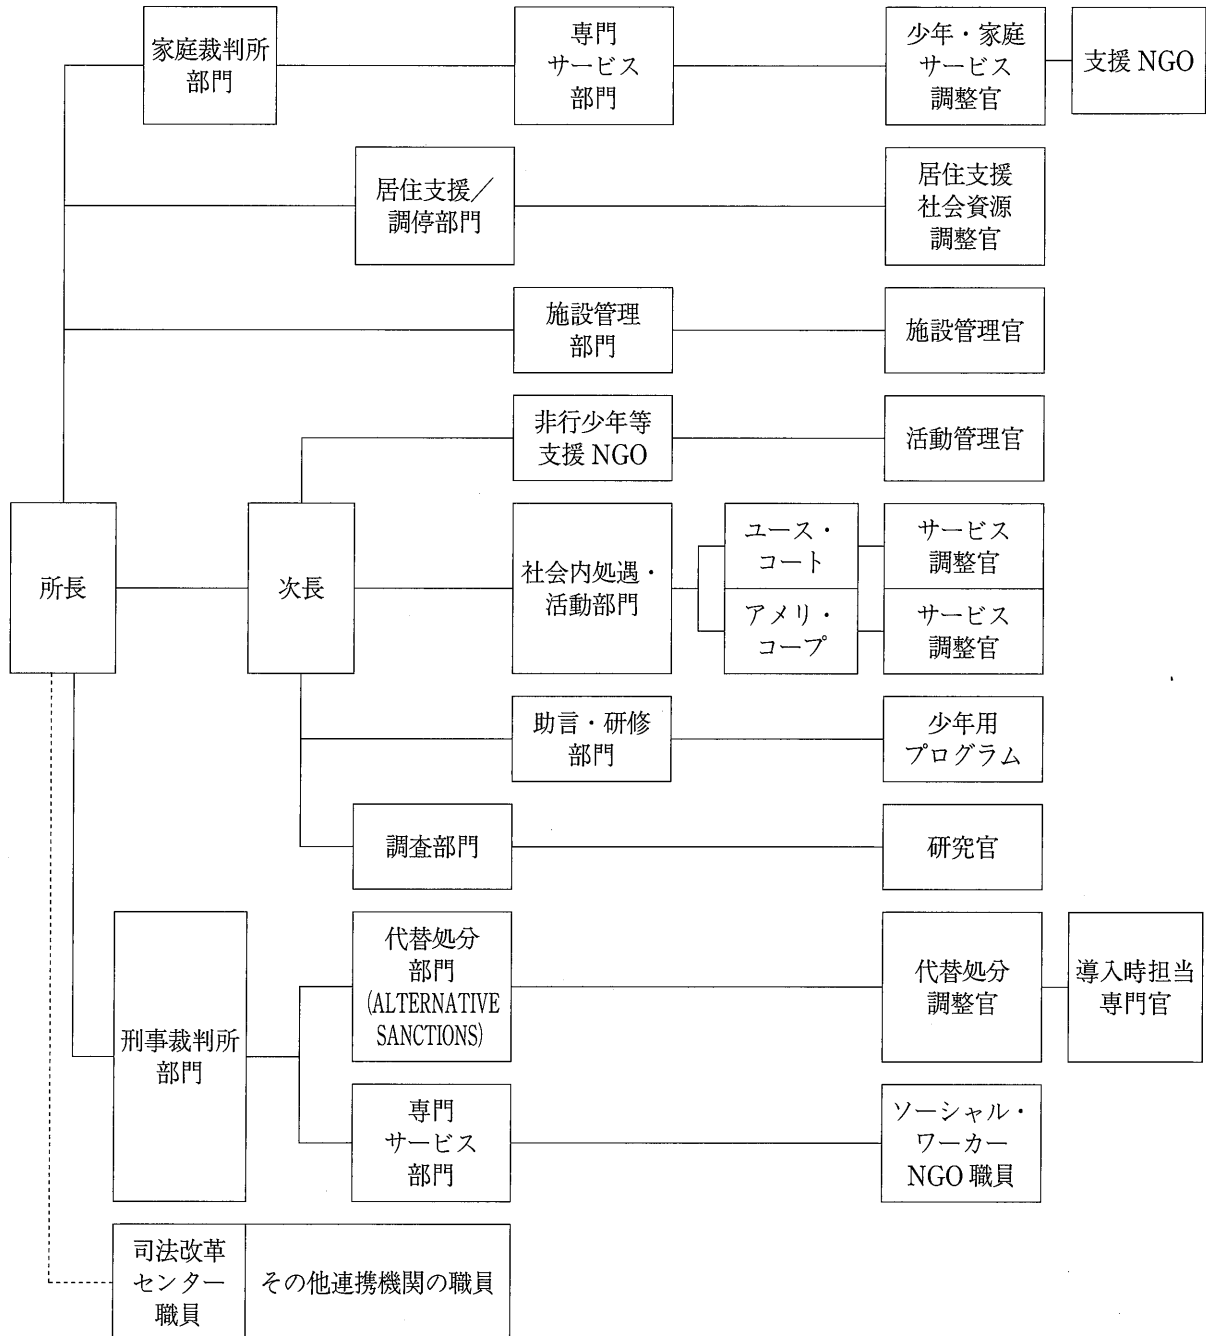 家庭裁判所
部門
専門
サービス
部門
少年・家庭
サービス
調整官
支援 NGO
居住支援／
調停部門
居住支援
社会資源
調整官
施設管理
部門
施設管理官
非行少年等
支援 NGO
活動管理官
所長
次長
社会内処遇・
活動部門
ユース・
コート
サービス
調整官
アメリ・
コープ
サービス
調整官
助言・研修
部門
少年用
プログラム
調査部門
研究官
刑事裁判所
部門
代替処分
部門
(ALTERNATIVE
SANCTIONS)
代替処分
調整官
導入時担当
専門官
専門
サービス
部門
ソーシャル・
ワーカー
NGO 職員
司法改革
センター
職員
その他連携機関の職員